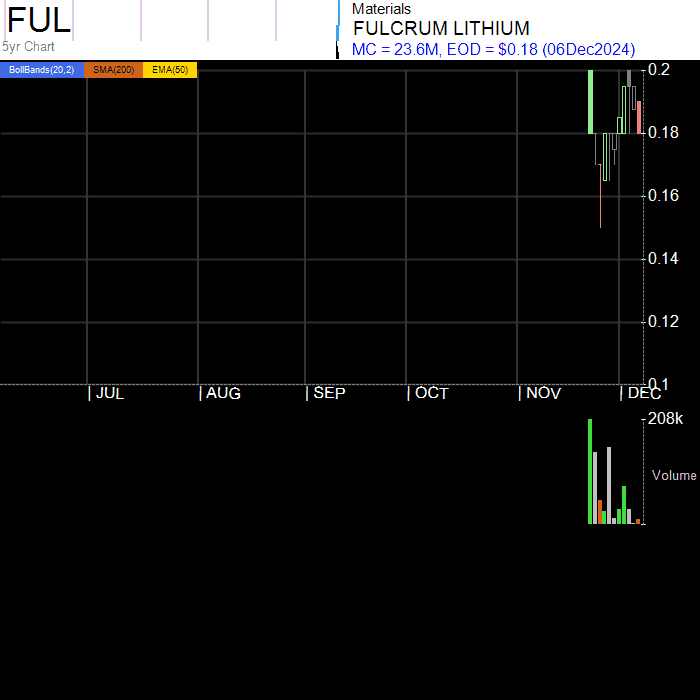 FUL
5yr Chart
Materials
FULCRUM LITHIUM
MC = 23.6M, EOD = $0.18 (06Dec2024)
BollBands(20,2) SMA(200) EMA(50)
0.2
0.18
0.16
0.14
0.12
0.1
| JUL | AUG | SEP | OCT | NOV | DEC
208k
Volume